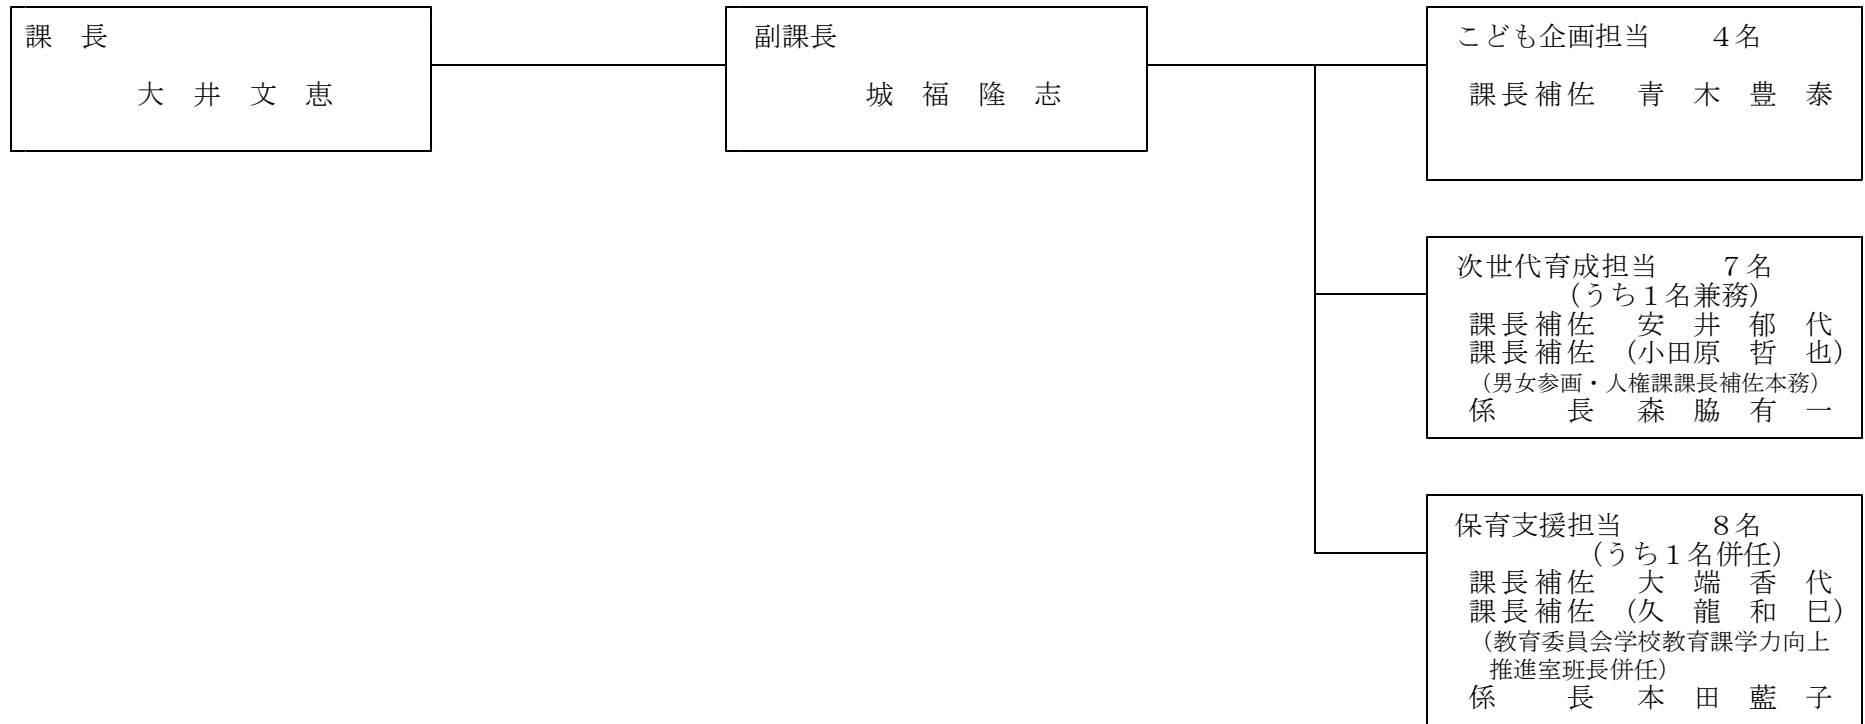 課　長
大　井　文　恵
副課長
城　福　隆　志
こども企画担当　　４名
課長補佐　青　木　豊　泰
次世代育成担当　　７名
（うち１名兼務）
課長補佐　安　井　郁　代
課長補佐　（小田原　哲　也）
（男女参画・人権課課長補佐本務）
係　　長　森　脇　有　一
保育支援担当　　　８名
（うち１名併任）
課長補佐　大　端　香　代
課長補佐　（久　龍　和　巳）
（教育委員会学校教育課学力向上
推進室班長併任）
係　　長　本　田　藍　子